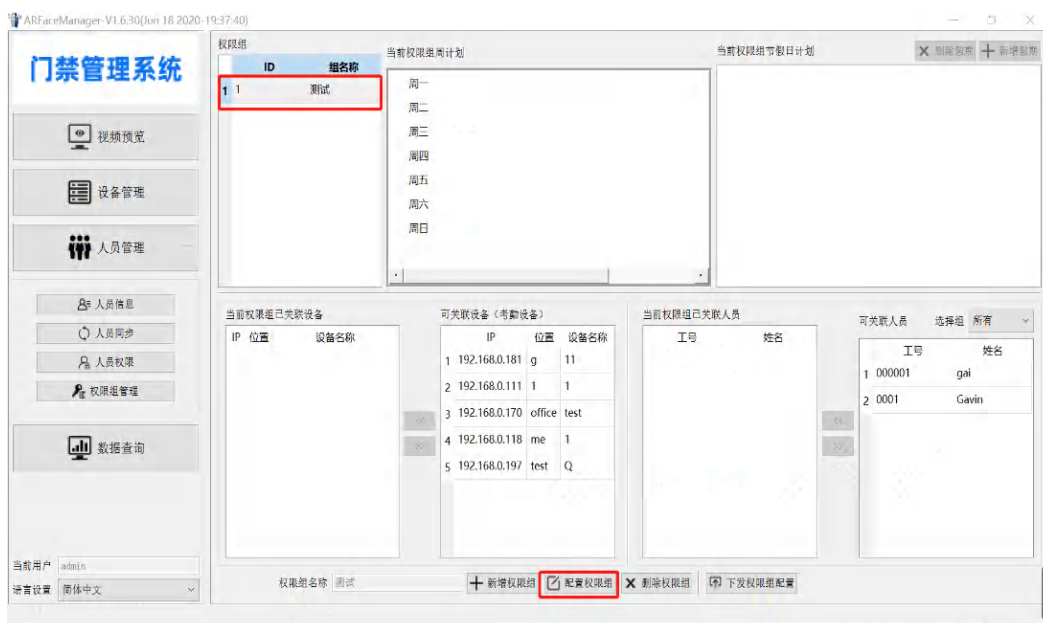 ARFaceManager-V1.6.30(Jun 18 2020-19:37:40)
门禁管理系统
视频预览
设备管理
人员管理
人员信息
人员同步
人员权限
权限组管理
数据查询
当前用户 admin
语言设置 简体中文
权限组
ID 组名称
1 1 测试
当前权限组周计划
周一
周二
周三
周四
周五
周六
周日
当前权限组节假日计划
删除假期 新增假期
当前权限组已关联设备
IP 位置 设备名称
<<
>>
可关联设备（考勤设备）
IP 位置 设备名称
1 192.168.0.181 g 11
2 192.168.0.111 1 1
3 192.168.0.170 office test
4 192.168.0.118 me 1
5 192.168.0.197 test Q
当前权限组已关联人员
工号 姓名
<<
>>
可关联人员 选择组 所有
工号 姓名
1 000001 gai
2 0001 Gavin
权限组名称 测试
新增权限组 配置权限组 删除权限组 下发权限组配置